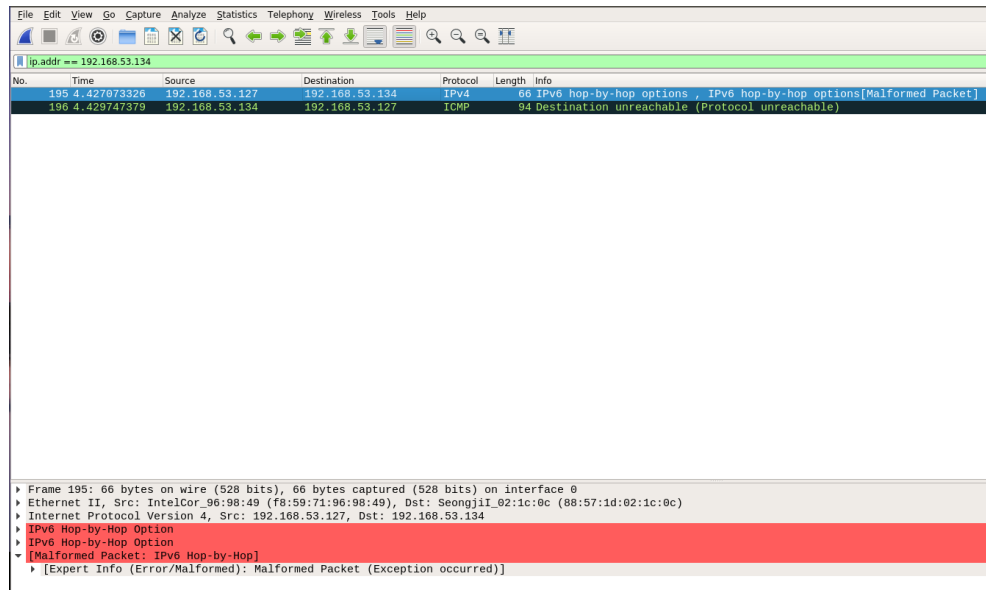 File Edit View Go Capture Analyze Statistics Telephony Wireless Tools Help
ip.addr == 192.168.53.134
No. Time Source Destination Protocol Length Info
195 4.427073326 192.168.53.127 192.168.53.134 IPv4 66 IPv6 hop-by-hop options , IPv6 hop-by-hop options[Malformed Packet]
196 4.429747379 192.168.53.134 192.168.53.127 ICMP 94 Destination unreachable (Protocol unreachable)
Frame 195: 66 bytes on wire (528 bits), 66 bytes captured (528 bits) on interface 0
Ethernet II, Src: IntelCor_96:98:49 (f8:59:71:96:98:49), Dst: SeongjiI_02:1c:0c (88:57:1d:02:1c:0c)
Internet Protocol Version 4, Src: 192.168.53.127, Dst: 192.168.53.134
IPv6 Hop-by-Hop Option
IPv6 Hop-by-Hop Option
[Malformed Packet: IPv6 Hop-by-Hop]
[Expert Info (Error/Malformed): Malformed Packet (Exception occurred)]